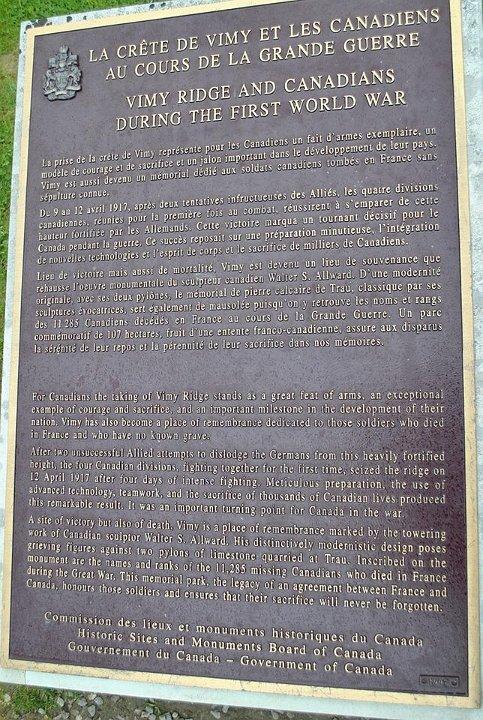 LA CRÊTE DE VIMY ET LES CANADIENS
AU COURS DE LA GRANDE GUERRE
VIMY RIDGE AND CANADIANS
DURING THE FIRST WORLD WAR
La prise de la crête de Vimy représente pour les Canadiens un fait d'armes exemplaire, un
modèle de courage et de sacrifice et un jalon important dans le développement de leur pays.
Vimy est aussi devenu un mémorial dédié aux soldats canadiens tombés en France sans
sépulture connue.
Du 9 au 12 avril 1917, après deux tentatives infructueuses des Alliés, les quatre divisions
canadiennes, réunies pour la première fois au combat, réussirent à s'emparer de cette
hauteur fortifiée par les Allemands. Cette victoire marqua un tournant décisif pour le
Canada pendant la guerre. Ce succès reposait sur une préparation minutieuse, l'intégration
de nouvelles technologies et l'esprit de corps et le sacrifice de milliers de Canadiens.
Lieu de victoire mais aussi de mortalité, Vimy est devenu un lieu de souvenance que
rehausse l'oeuvre monumentale du sculpteur canadien Walter S. Allward. D'une modernité
originale, avec ses deux pylônes, le mémorial de pierre calcaire de Trau, classique par ses
sculptures évocatrices, sert également de mausolée puisqu'on y retrouve les noms et rangs
des 11 285 Canadiens décédés en France au cours de la Grande Guerre. Un parc
commémoratif de 107 hectares, fruit d'une entente franco-canadienne, assure aux disparus
la sérénité de leur repos et la pérennité de leur sacrifice dans nos mémoires.
For Canadians the taking of Vimy Ridge stands as a great feat of arms, an exceptional
example of courage and sacrifice, and an important milestone in the development of their
nation. Vimy has also become a place of remembrance dedicated to those soldiers who died
in France and who have no known grave.
After two unsuccessful Allied attempts to dislodge the Germans from this heavily fortified
height, the four Canadian divisions, fighting together for the first time, seized the ridge on
12 April 1917 after four days of intense fighting. Meticulous preparation, the use of
advanced technology, teamwork, and the sacrifice of thousands of Canadian lives produced
this remarkable result. It was an important turning point for Canada in the war.
A site of victory but also of death, Vimy is a place of remembrance marked by the towering
work of Canadian sculptor Walter S. Allward. His distinctively modernistic design poses
grieving figures against two pylons of limestone quarried at Trau. Inscribed on the
monument are the names and ranks of the 11,285 missing Canadians who died in France
during the Great War. This memorial park, the legacy of an agreement between France and
Canada, honours those soldiers and ensures that their sacrifice will never be forgotten.
Commission des lieux et monuments historiques du Canada
Historic Sites and Monuments Board of Canada
Gouvernement du Canada – Government of Canada